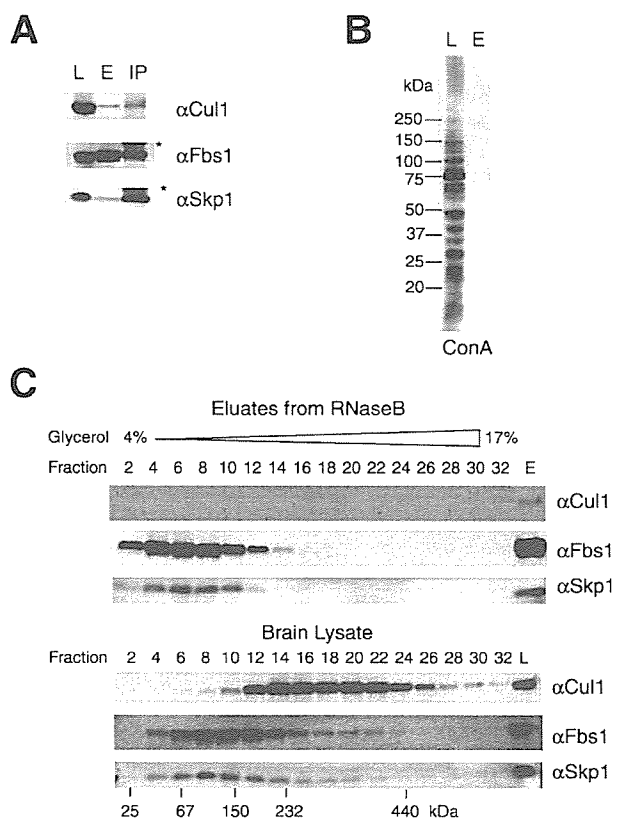 A
L E IP
αCul1
* αFbs1
* αSkp1
B
L E
kDa
250
150
100
75
50
37
25
20
ConA
C
Eluates from RNaseB
Glycerol 4% 17%
Fraction 2 4 6 8 10 12 14 16 18 20 22 24 26 28 30 32 E
αCul1
αFbs1
αSkp1
Brain Lysate
Fraction 2 4 6 8 10 12 14 16 18 20 22 24 26 28 30 32 L
αCul1
αFbs1
αSkp1
25 67 150 232 440 kDa